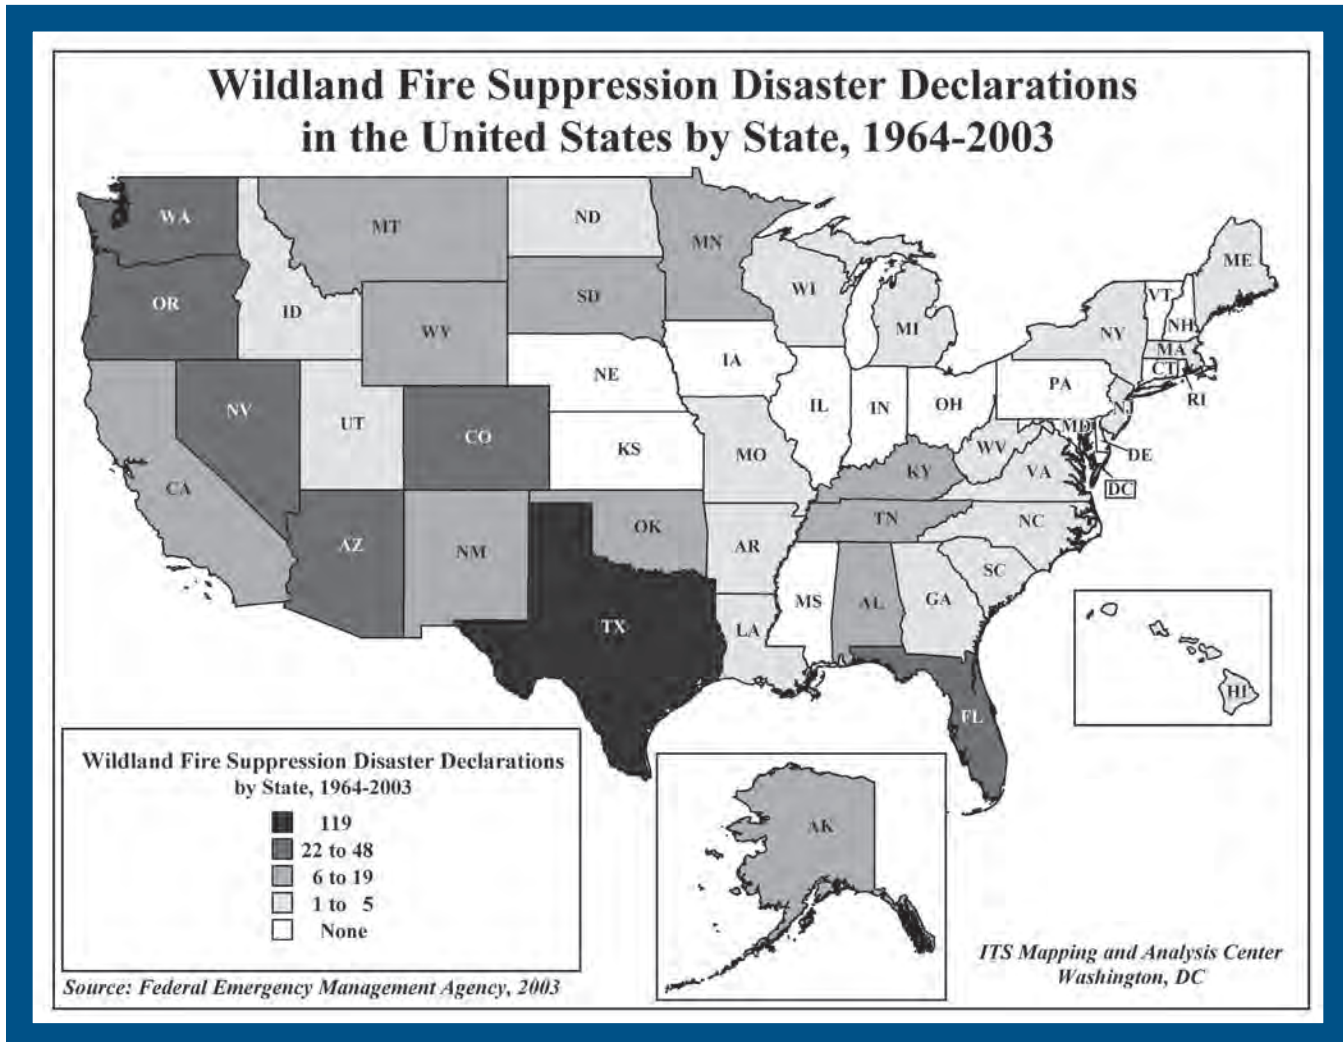 Wildland Fire Suppression Disaster Declarations
in the United States by State, 1964-2003
WA
MT
ND
MN
ME
OR
ID
SD
WI
VT
WY
MI
NY
NH
IA
MA
NE
PA
CT
RI
NV
UT
CO
IL
IN
OH
NJ
KS
MO
WV
MD
DE
CA
KY
VA
DC
AZ
NM
OK
TN
NC
AR
SC
TX
MS
AL
GA
LA
HI
FL
AK
Wildland Fire Suppression Disaster Declarations
by State, 1964-2003
119
22 to 48
6 to 19
1 to 5
None
Source: Federal Emergency Management Agency, 2003
ITS Mapping and Analysis Center
Washington, DC